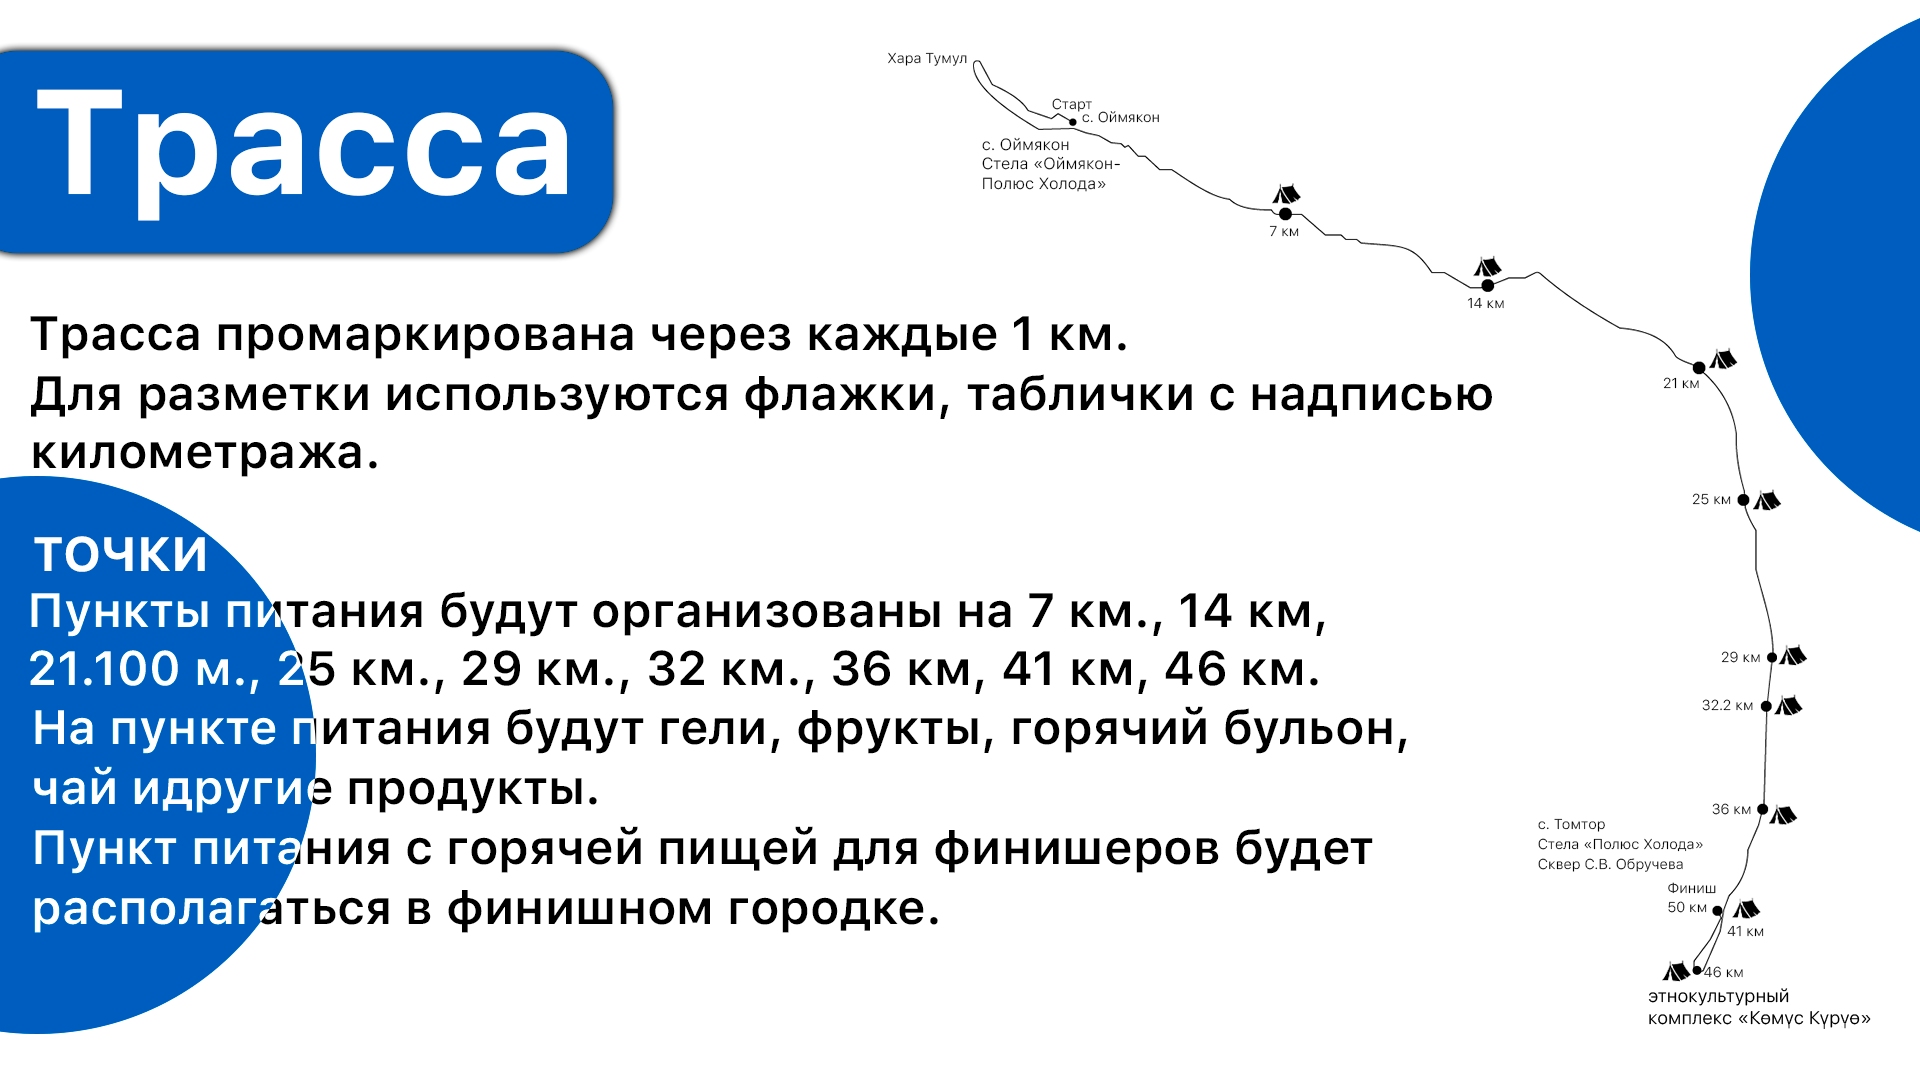 Трасса
Трасса промаркирована через каждые 1 км.
Для разметки используются флажки, таблички с надписью
километража.
точки
Пункты питания будут организованы на 7 км., 14 км,
21.100 м., 25 км., 29 км., 32 км., 36 км, 41 км, 46 км.
На пункте питания будут гели, фрукты, горячий бульон,
чай идругие продукты.
Пункт питания с горячей пищей для финишеров будет
располагаться в финишном городке.
Хара Тумул
Старт
с. Оймякон
с. Оймякон
Стела «Оймякон-
Полюс Холода»
7 км
14 км
21 км
25 км
29 км
32.2 км
36 км
с. Томтор
Стела «Полюс Холода»
Сквер С.В. Обручева
Финиш
50 км
41 км
46 км
этнокультурный
комплекс «Көмүс Күрүө»